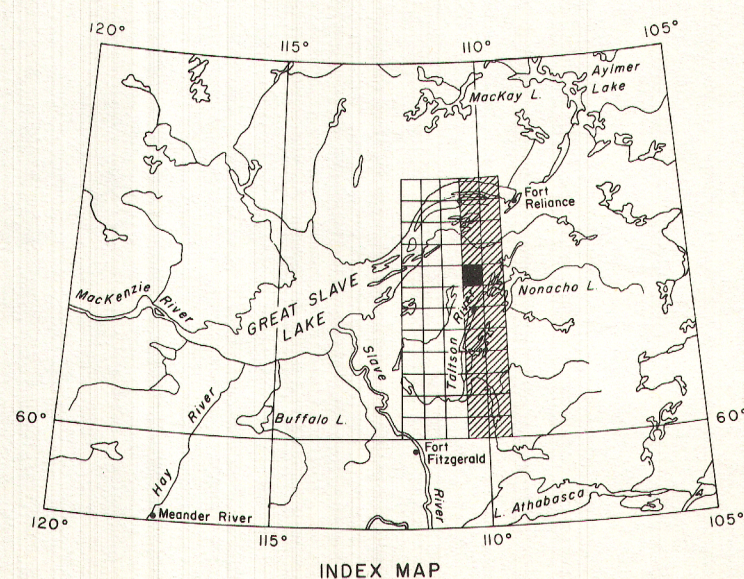 120°
115°
110°
105°
Aylmer
Lake
MacKay L.
Fort
Reliance
MacKenzie
River
GREAT SLAVE
LAKE
Nonacho L.
Taltson River
Slave
River
60°
60°
Buffalo L.
Hay River
Fort
Fitzgerald
L. Athabasca
Meander River
120°
115°
110°
105°
INDEX MAP